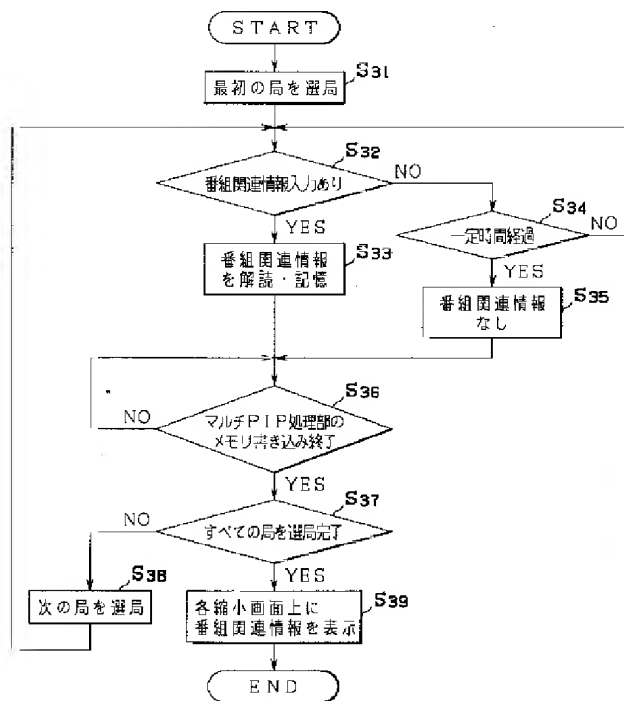 START
S31
最初の局を選局
S32
番組関連情報入力あり
NO
S34
一定時間経過
NO
YES
S33
番組関連情報
を解読・記憶
YES
S35
番組関連情報
なし
S36
マルチPIP処理部の
メモリ書き込み終了
NO
YES
S37
すべての局を選局完了
NO
YES
S38
次の局を選局
S39
各縮小画面上に
番組関連情報を表示
END